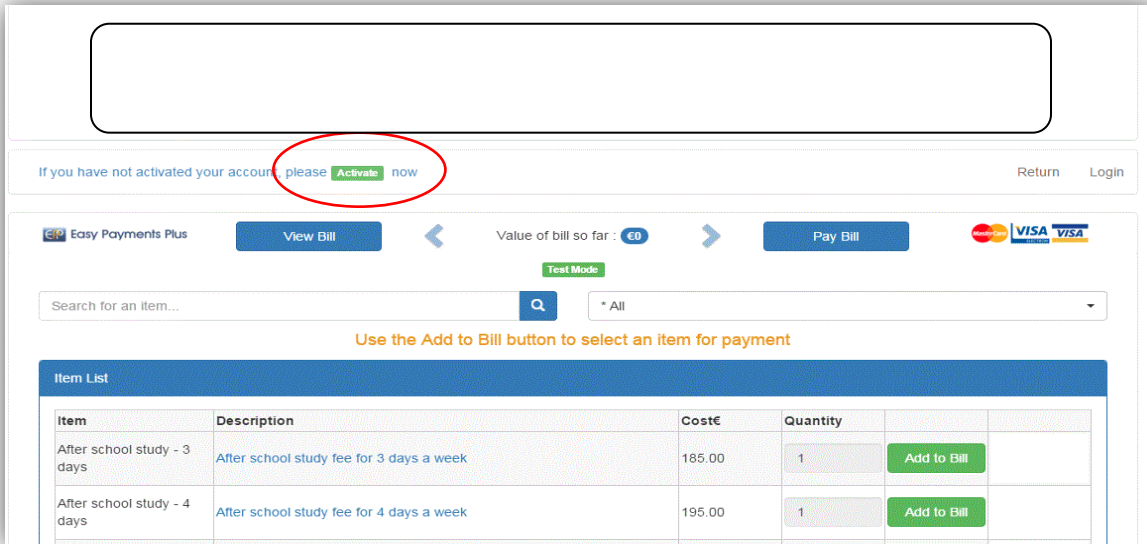 If you have not activated your account, please Activate now Return Login
EP Easy Payments Plus View Bill Value of bill so far : €0 Pay Bill MasterCard VISA ELECTRON VISA
Test Mode
Search for an item... * All
Use the Add to Bill button to select an item for payment
Item List
Item Description Cost€ Quantity
After school study - 3 days After school study fee for 3 days a week 185.00 1 Add to Bill
After school study - 4 days After school study fee for 4 days a week 195.00 1 Add to Bill